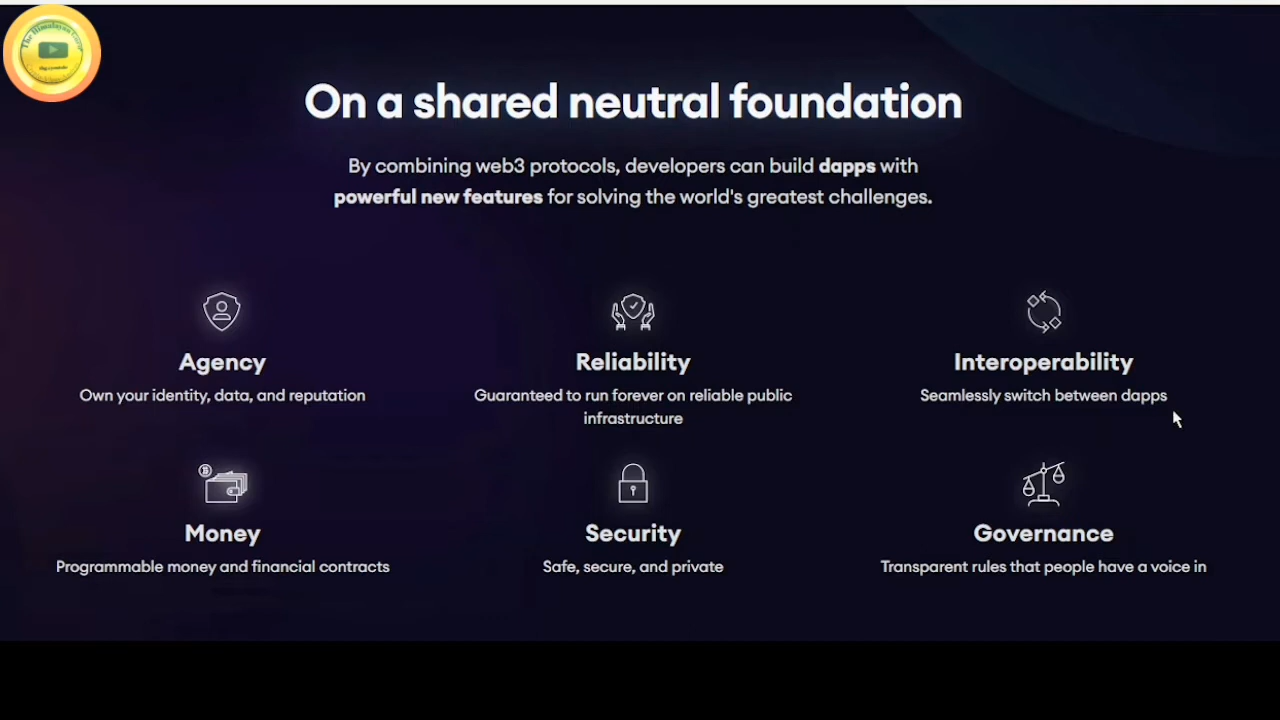 On a shared neutral foundation
By combining web3 protocols, developers can build dapps with
powerful new features for solving the world's greatest challenges.
Agency
Own your identity, data, and reputation
Reliability
Guaranteed to run forever on reliable public
infrastructure
Interoperability
Seamlessly switch between dapps
Money
Programmable money and financial contracts
Security
Safe, secure, and private
Governance
Transparent rules that people have a voice in